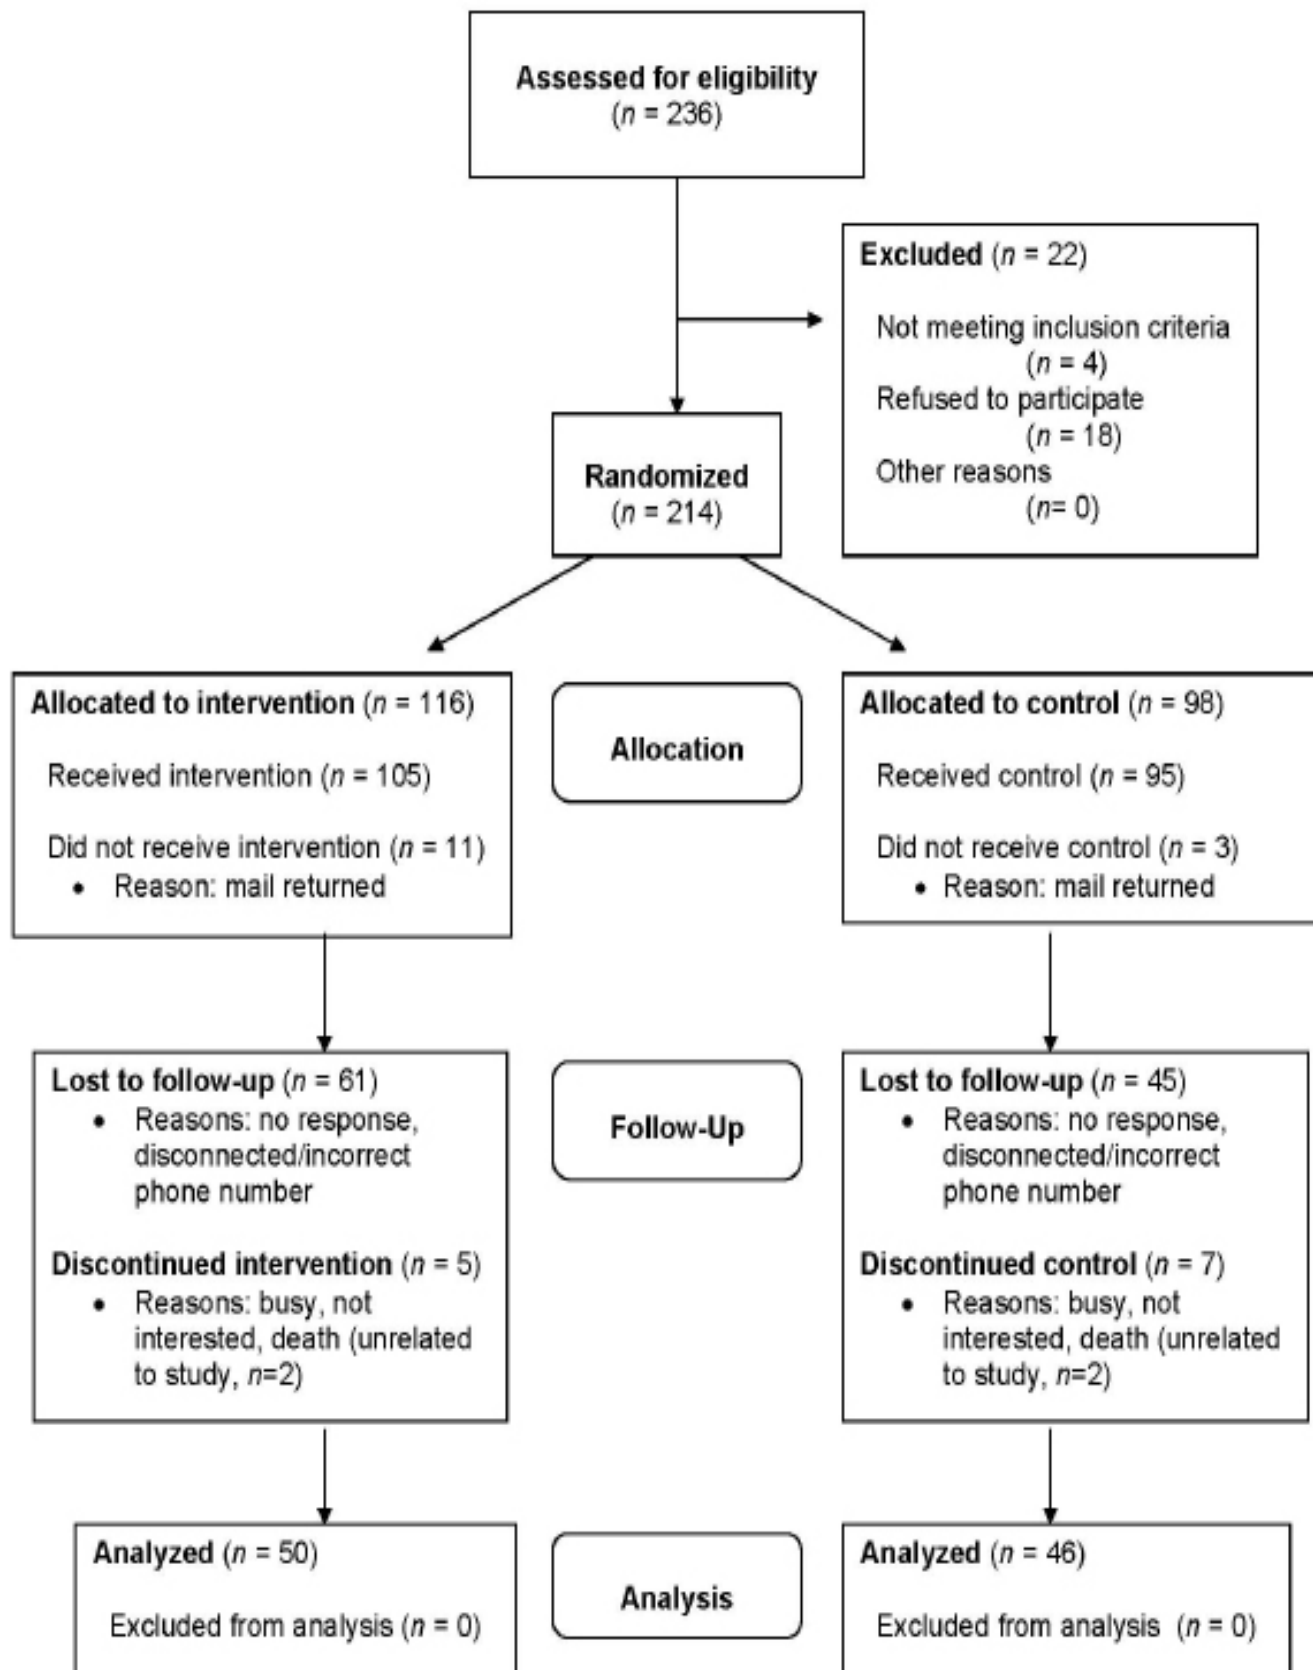 Assessed for eligibility
(n = 236)
Excluded (n = 22)
Not meeting inclusion criteria
(n = 4)
Refused to participate
(n = 18)
Other reasons
(n= 0)
Randomized
(n = 214)
Allocated to intervention (n = 116)
Received intervention (n = 105)
Did not receive intervention (n = 11)
• Reason: mail returned
Allocation
Allocated to control (n = 98)
Received control (n = 95)
Did not receive control (n = 3)
• Reason: mail returned
Lost to follow-up (n = 61)
• Reasons: no response,
disconnected/incorrect
phone number
Discontinued intervention (n = 5)
• Reasons: busy, not
interested, death (unrelated
to study, n=2)
Follow-Up
Lost to follow-up (n = 45)
• Reasons: no response,
disconnected/incorrect
phone number
Discontinued control (n = 7)
• Reasons: busy, not
interested, death (unrelated
to study, n=2)
Analyzed (n = 50)
Excluded from analysis (n = 0)
Analysis
Analyzed (n = 46)
Excluded from analysis (n = 0)